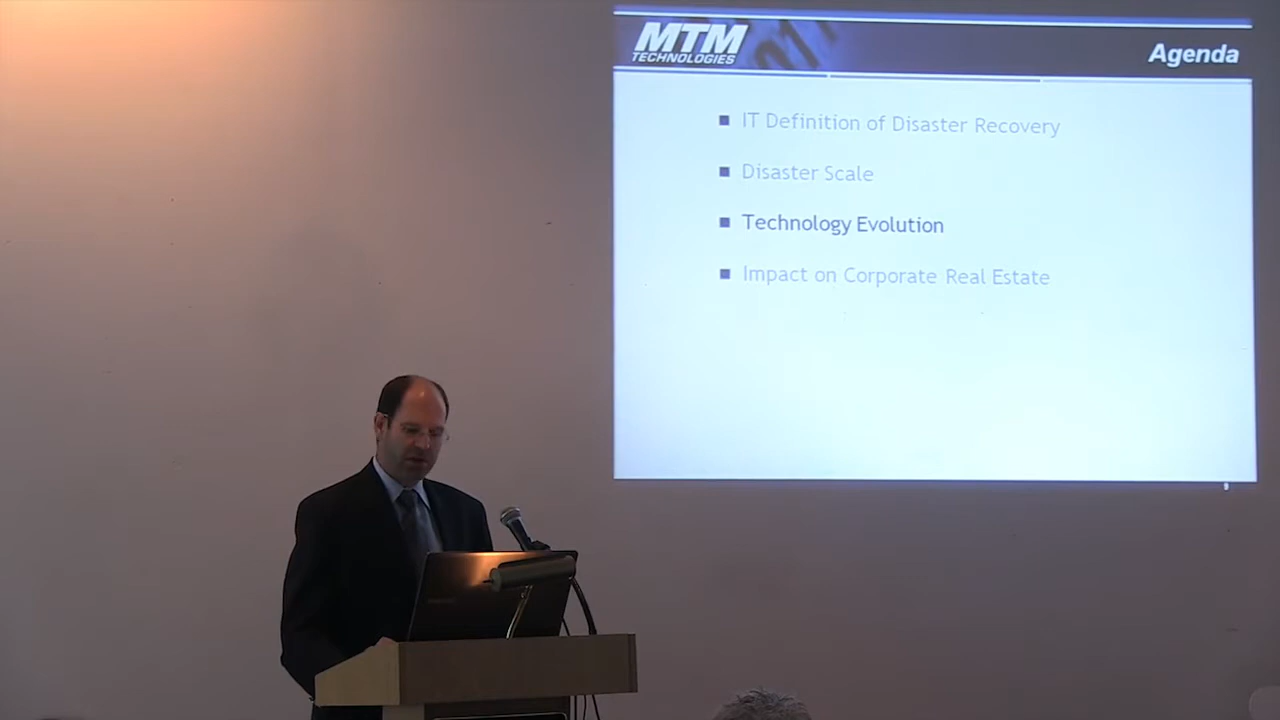 MTM
TECHNOLOGIES
Agenda
IT Definition of Disaster Recovery
Disaster Scale
Technology Evolution
Impact on Corporate Real Estate